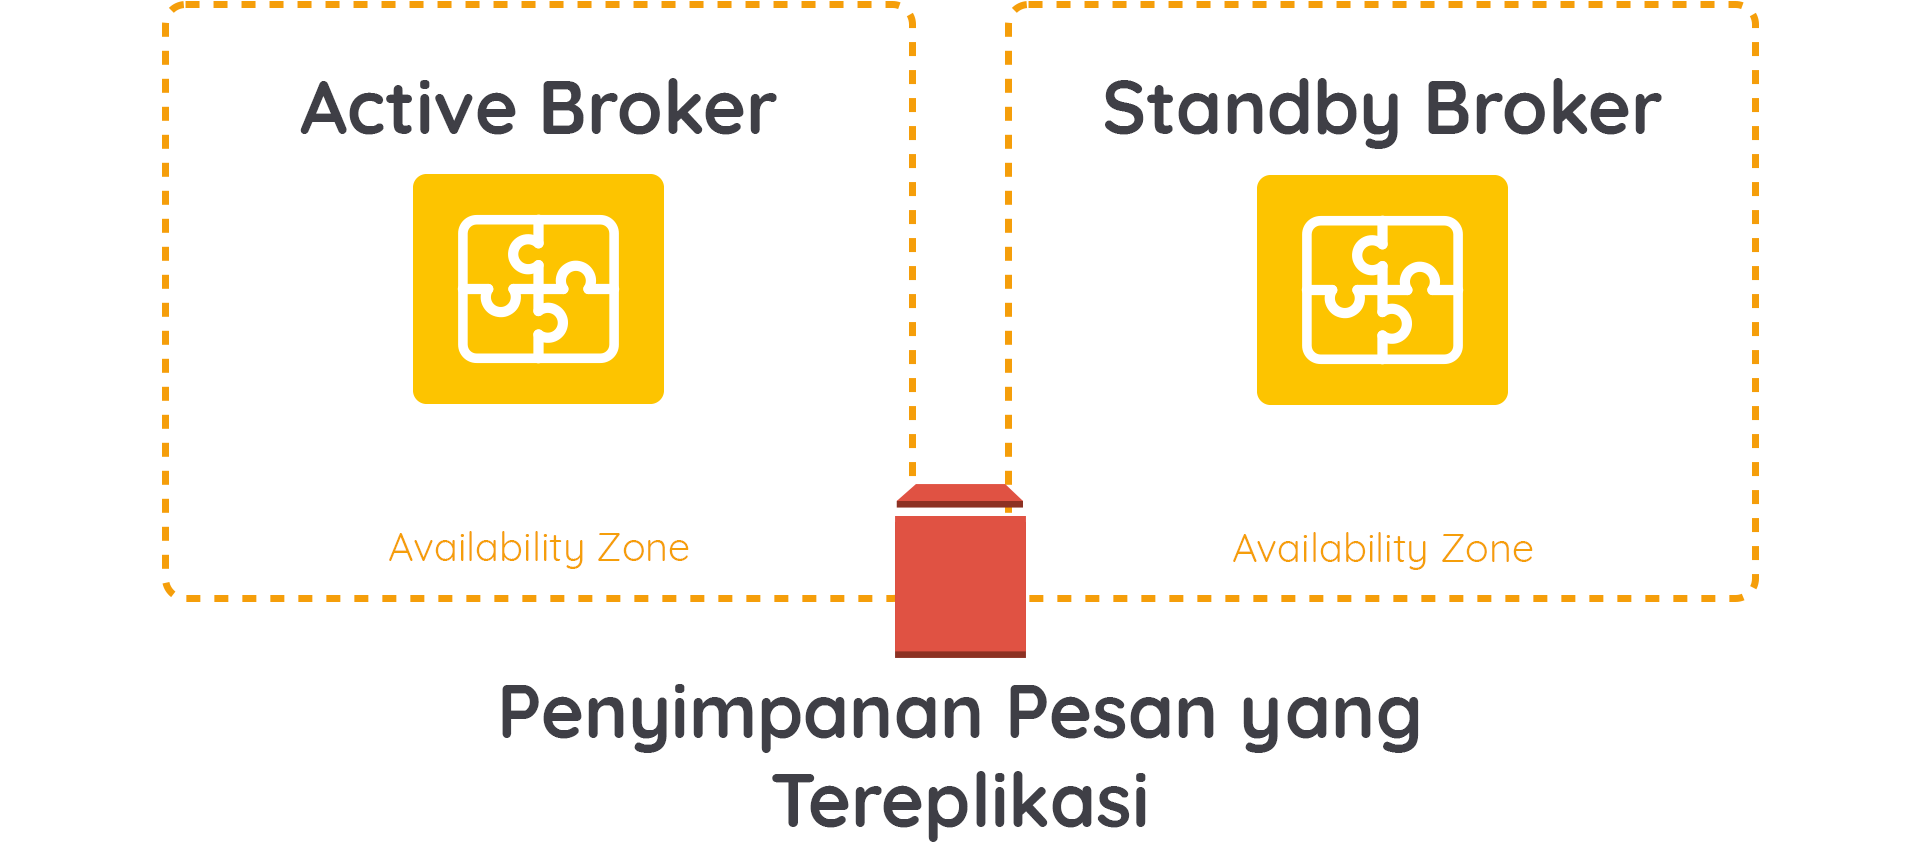 Active Broker
Standby Broker
Availability Zone
Availability Zone
Penyimpanan Pesan yang
Tereplikasi